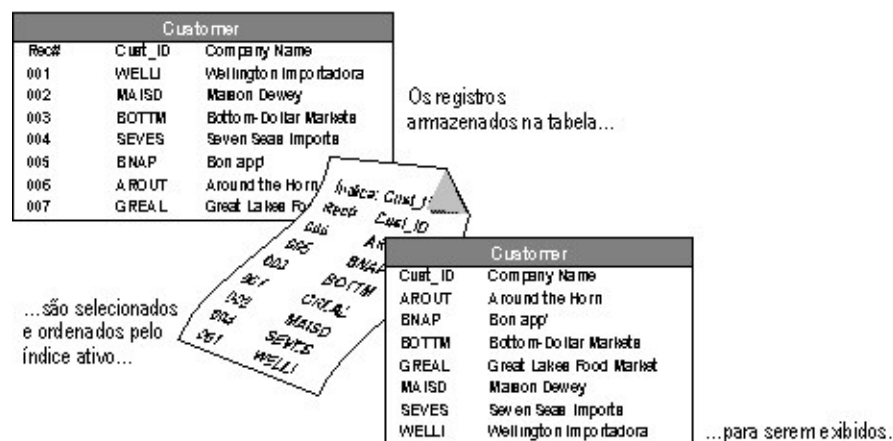 Customer
Rec# Cust_ID Company Name
001 WELLI Wellington Importadora
002 MAISD Maison Dewey
003 BOTTM Bottom-Dollar Markets
004 SEVES Seven Seas Imports
005 BNAP Bon app'
006 AROUT Around the Horn
007 GREAL Great Lakes Fo
Os registros
armazenados na tabela...
Índice:
Rec# Cust_ID
006 AR
005 BNAP
003 BOTTM
007 GREAL
002 MAISD
004 SEVES
001 WELLI
...são selecionados
e ordenados pelo
índice ativo...
Customer
Cust_ID Company Name
AROUT Around the Horn
BNAP Bon app'
BOTTM Bottom-Dollar Markets
GREAL Great Lakes Food Market
MAISD Maison Dewey
SEVES Seven Seas Imports
WELLI Wellington Importadora
...para serem exibidos.